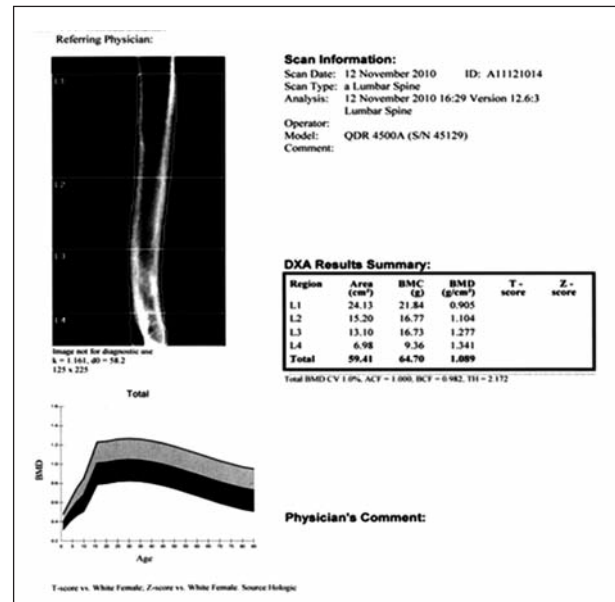 Referring Physician:
L1
L2
L3
L4
Image not for diagnostic use
k = 1.161, d0 = 58.2
125 x 225
Total
BMD
Age
T-score vs. White Female; Z-score vs. White Female. Source Hologic
Scan Information:
Scan Date: 12 November 2010 ID: A11121014
Scan Type: a Lumbar Spine
Analysis: 12 November 2010 16:29 Version 12.6:3
Lumbar Spine
Operator:
Model: QDR 4500A (S/N 45129)
Comment:
DXA Results Summary:
Region Area BMC BMD T - Z -
(cm²) (g) (g/cm²) score score
L1 24.13 21.84 0.905
L2 15.20 16.77 1.104
L3 13.10 16.73 1.277
L4 6.98 9.36 1.341
Total 59.41 64.70 1.089
Total BMD CV 1.0%, ACF = 1.000, BCF = 0.982, TH = 2.172
Physician's Comment: